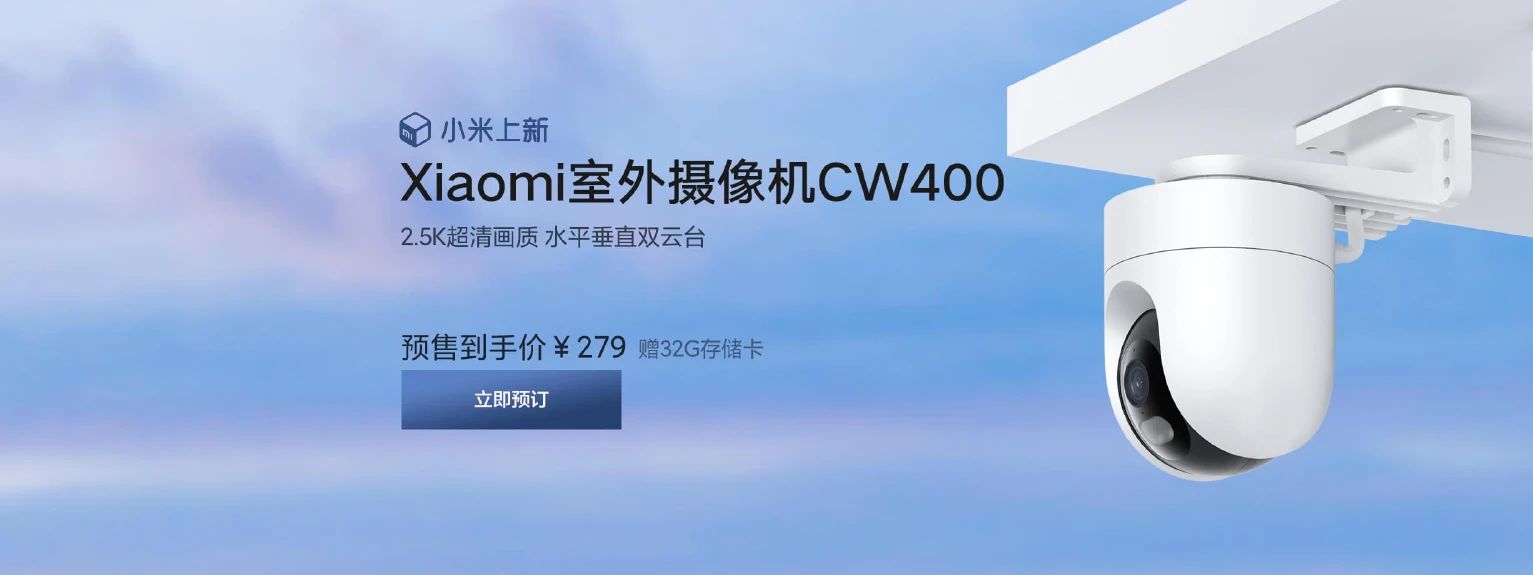 mi 小米上新
Xiaomi室外摄像机CW400
2.5K超清画质 水平垂直双云台
预售到手价￥279 赠32G存储卡
立即预订